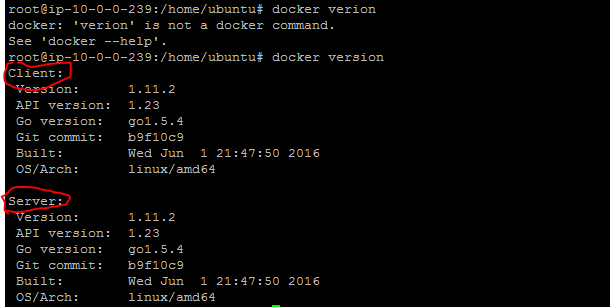 root@ip-10-0-0-239:/home/ubuntu# docker verion
docker: 'verion' is not a docker command.
See 'docker --help'.
root@ip-10-0-0-239:/home/ubuntu# docker version
Client:
 Version:      1.11.2
 API version:  1.23
 Go version:   go1.5.4
 Git commit:   b9f10c9
 Built:        Wed Jun  1 21:47:50 2016
 OS/Arch:      linux/amd64
Server:
 Version:      1.11.2
 API version:  1.23
 Go version:   go1.5.4
 Git commit:   b9f10c9
 Built:        Wed Jun  1 21:47:50 2016
 OS/Arch:      linux/amd64